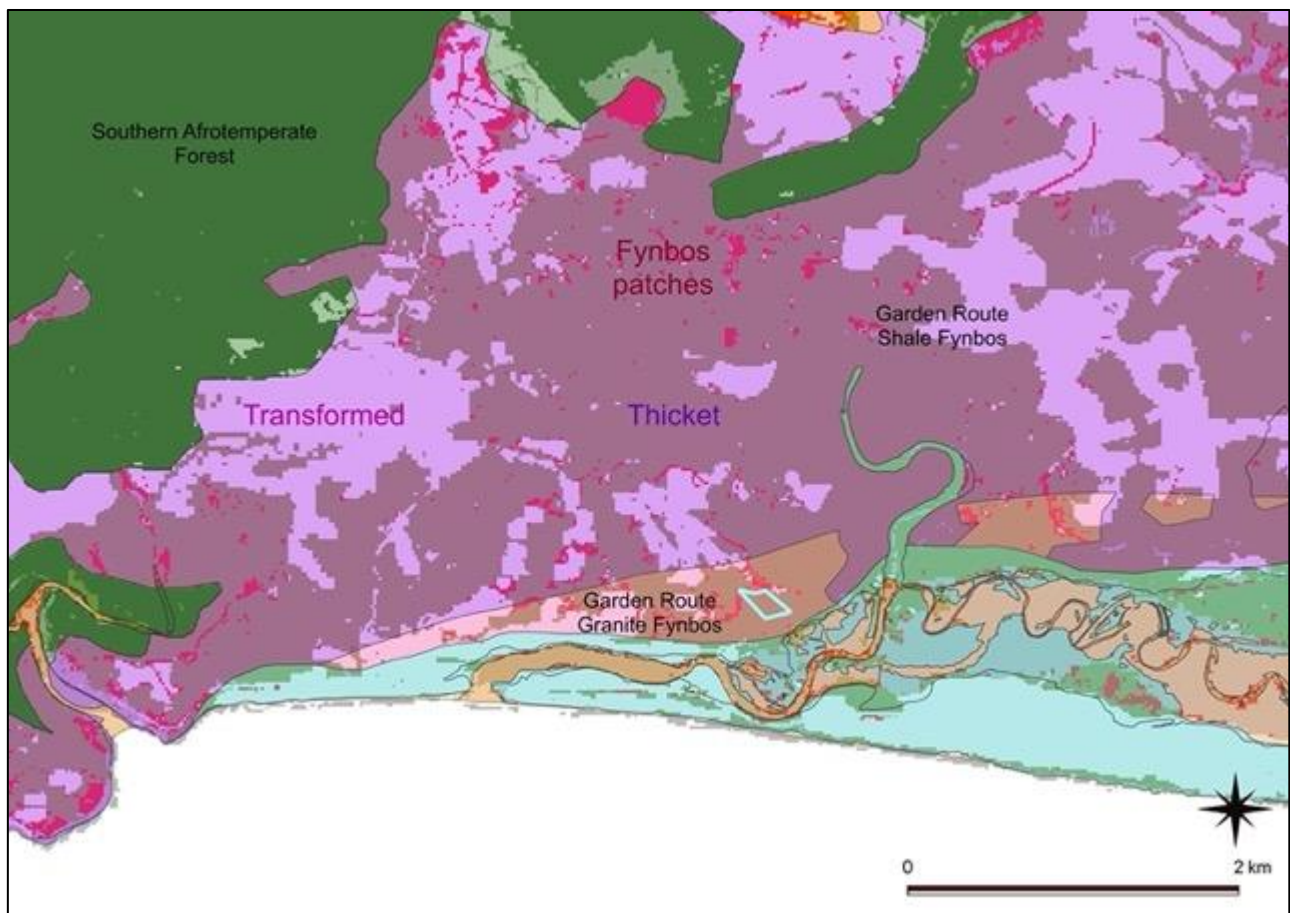 Southern Afrotemperate
Forest
Fynbos
patches
Garden Route
Shale Fynbos
Transformed
Thicket
Garden Route
Granite Fynbos
0
2 km